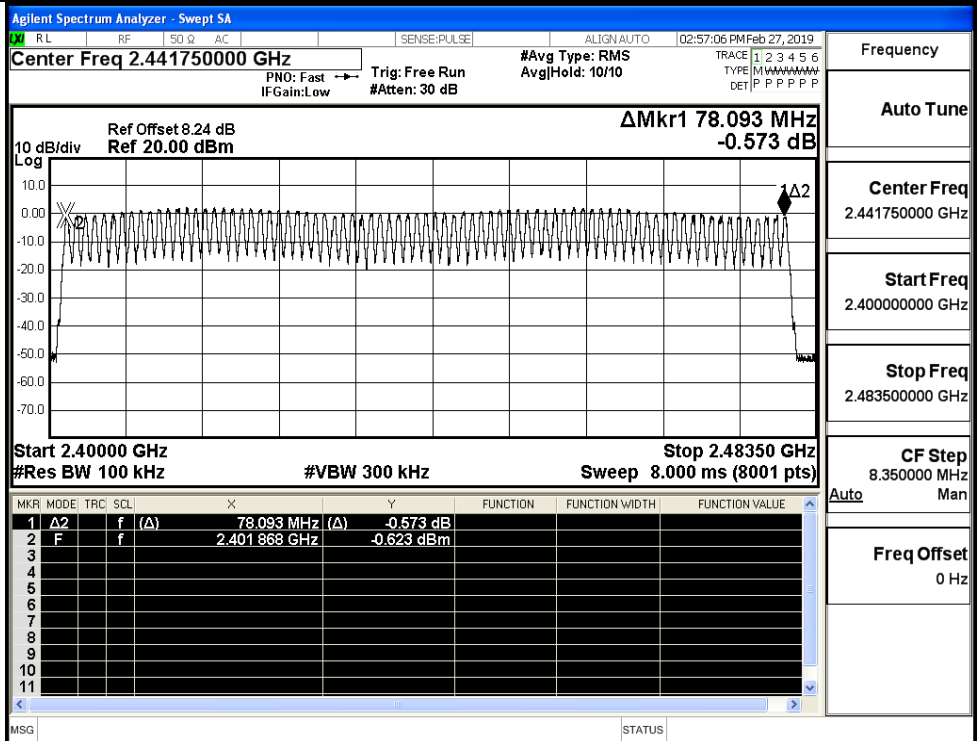 Agilent Spectrum Analyzer - Swept SA
LXI RL RF 50 Ω AC SENSE:PULSE ALIGN AUTO 02:57:06 PM Feb 27, 2019
Center Freq 2.441750000 GHz
PNO: Fast
IFGain:Low
Trig: Free Run
#Atten: 30 dB
#Avg Type: RMS
Avg|Hold: 10/10
TRACE 1 2 3 4 5 6
TYPE M W W W W W
DET P P P P P P
Ref Offset 8.24 dB
10 dB/div Ref 20.00 dBm
Log
ΔMkr1 78.093 MHz
-0.573 dB
10.0
0.00
-10.0
-20.0
-30.0
-40.0
-50.0
-60.0
-70.0
2
1Δ2
Start 2.40000 GHz Stop 2.48350 GHz
#Res BW 100 kHz #VBW 300 kHz Sweep 8.000 ms (8001 pts)
MKR MODE TRC SCL X Y FUNCTION FUNCTION WIDTH FUNCTION VALUE
1 Δ2 f (Δ) 78.093 MHz (Δ) -0.573 dB
2 F f 2.401 868 GHz -0.623 dBm
3
4
5
6
7
8
9
10
11
MSG STATUS
Frequency
Auto Tune
Center Freq
2.441750000 GHz
Start Freq
2.400000000 GHz
Stop Freq
2.483500000 GHz
CF Step
8.350000 MHz
Auto Man
Freq Offset
0 Hz